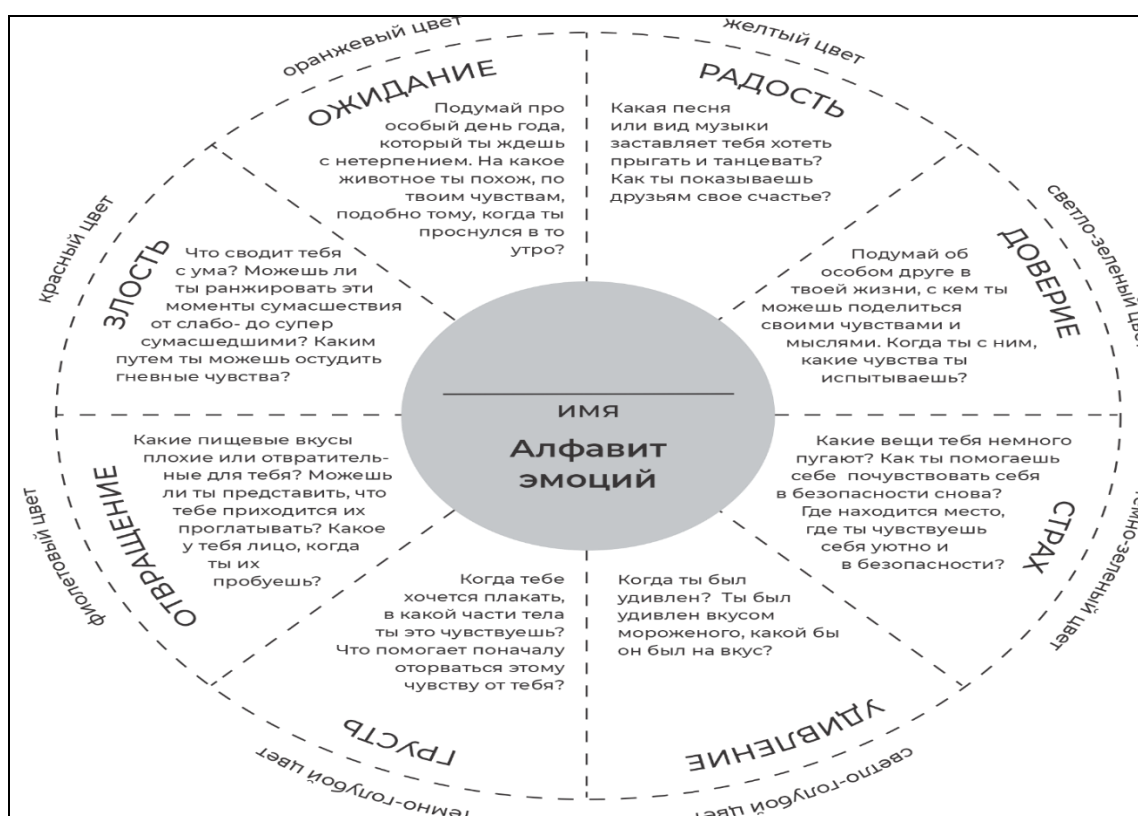 оранжевый цвет
ОЖИДАНИЕ
Подумай про
особый день года,
который ты ждешь
с нетерпением. На какое
животное ты похож, по
твоим чувствам,
подобно тому, когда ты
проснулся в то
утро?
желтый цвет
РАДОСТЬ
Какая песня
или вид музыки
заставляет тебя хотеть
прыгать и танцевать?
Как ты показываешь
друзьям свое счастье?
светло-зеленый цвет
ДОВЕРИЕ
Подумай об
особом друге в
твоей жизни, с кем ты
можешь поделиться
своими чувствами и
мыслями. Когда ты с ним,
какие чувства ты
испытываешь?
темно-зеленый цвет
СТРАХ
Какие вещи тебя немного
пугают? Как ты помогаешь
себе почувствовать себя
в безопасности снова?
Где находится место,
где ты чувствуешь
себя уютно и
в безопасности?
светло-голубой цвет
УДИВЛЕНИЕ
Когда ты был
удивлен? Ты был
удивлен вкусом
мороженого, какой бы
он был на вкус?
темно-голубой цвет
ГРУСТЬ
Когда тебе
хочется плакать,
в какой части тела
ты это чувствуешь?
Что помогает поначалу
оторваться этому
чувству от тебя?
фиолетовый цвет
ОТВРАЩЕНИЕ
Какие пищевые вкусы
плохие или отвратитель-
ные для тебя? Можешь
ли ты представить, что
тебе приходится их
проглатывать? Какое
у тебя лицо, когда
ты их
пробуешь?
красный цвет
ЗЛОСТЬ
Что сводит тебя
с ума? Можешь ли
ты ранжировать эти
моменты сумасшествия
от слабо- до супер
сумасшедшими? Каким
путем ты можешь остудить
гневные чувства?
имя
Алфавит
эмоций